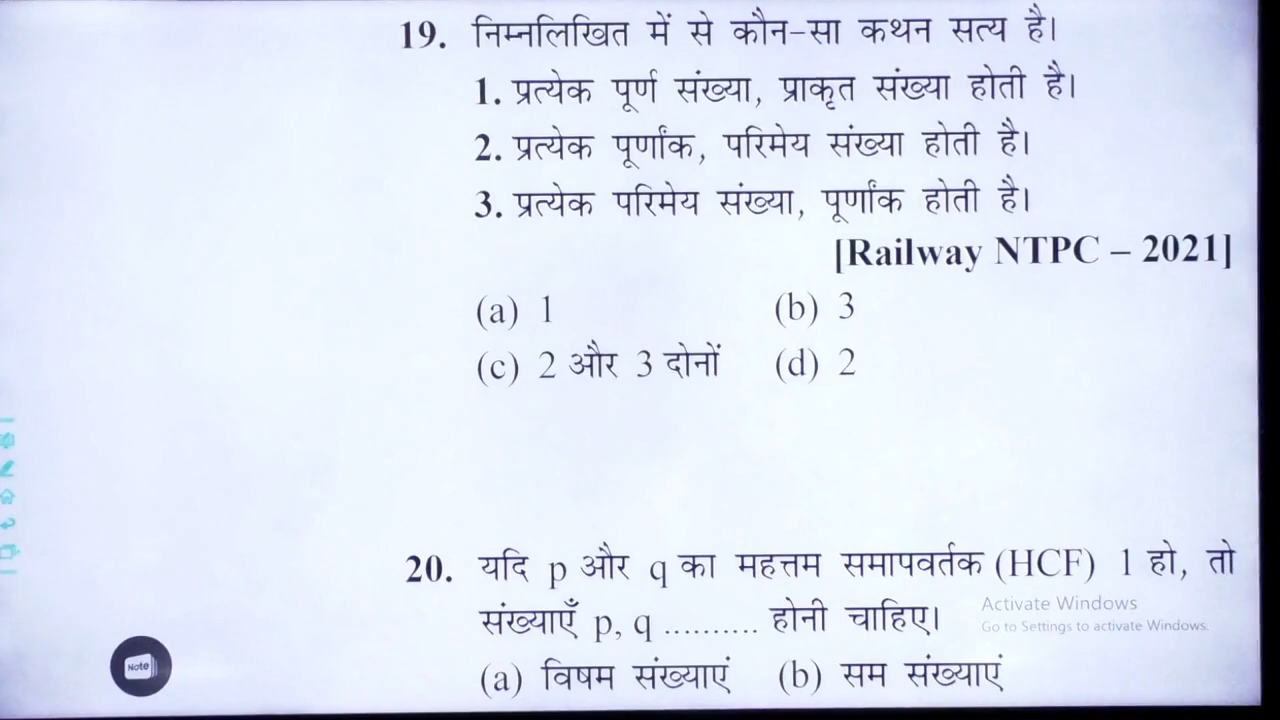 19. निम्नलिखित में से कौन-सा कथन सत्य है।
1. प्रत्येक पूर्ण संख्या, प्राकृत संख्या होती है।
2. प्रत्येक पूर्णांक, परिमेय संख्या होती है।
3. प्रत्येक परिमेय संख्या, पूर्णांक होती है।
[Railway NTPC – 2021]
(a) 1 (b) 3
(c) 2 और 3 दोनों (d) 2
20. यदि p और q का महत्तम समापवर्तक (HCF) 1 हो, तो
संख्याएँ p, q .......... होनी चाहिए।
Activate Windows
Go to Settings to activate Windows.
(a) विषम संख्याएं (b) सम संख्याएं
Note